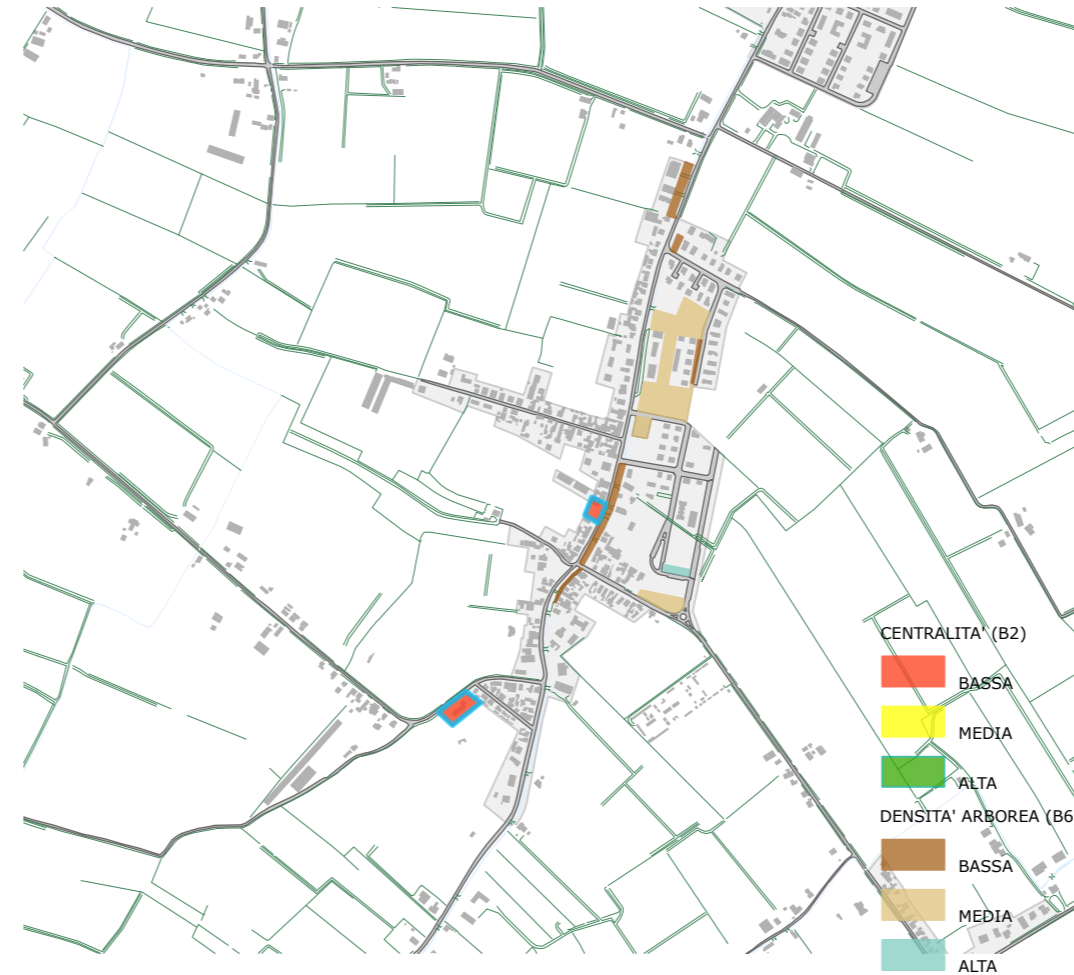 CENTRALITA' (B2)
BASSA
MEDIA
ALTA
DENSITA' ARBOREA (B6
BASSA
MEDIA
ALTA